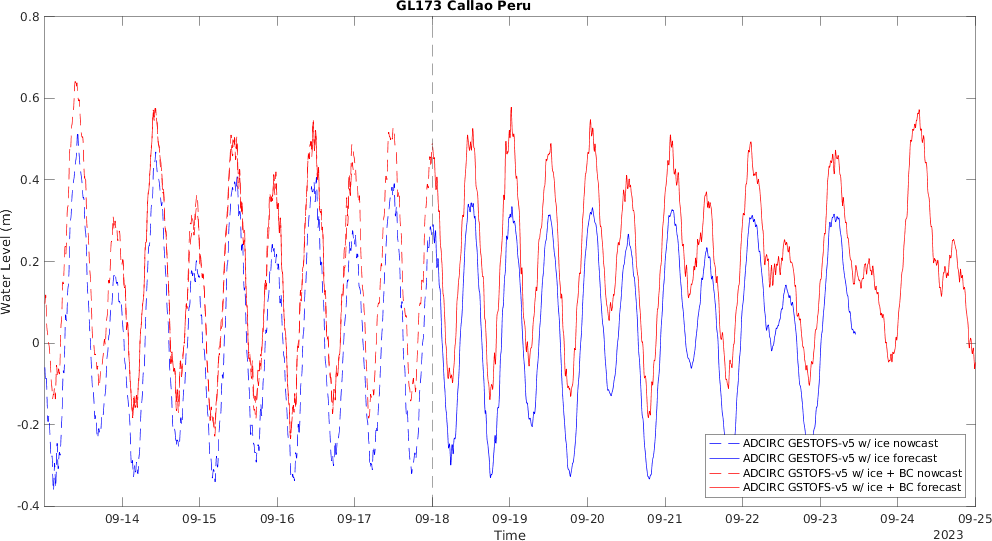 GL173 Callao Peru
Water Level (m)
0.8
0.6
0.4
0.2
0
-0.2
-0.4
ADCIRC GESTOFS-v5 w/ ice nowcast
ADCIRC GESTOFS-v5 w/ ice forecast
ADCIRC GSTOFS-v5 w/ ice + BC nowcast
ADCIRC GSTOFS-v5 w/ ice + BC forecast
09-14 09-15 09-16 09-17 09-18 09-19 09-20 09-21 09-22 09-23 09-24 09-25
Time
2023